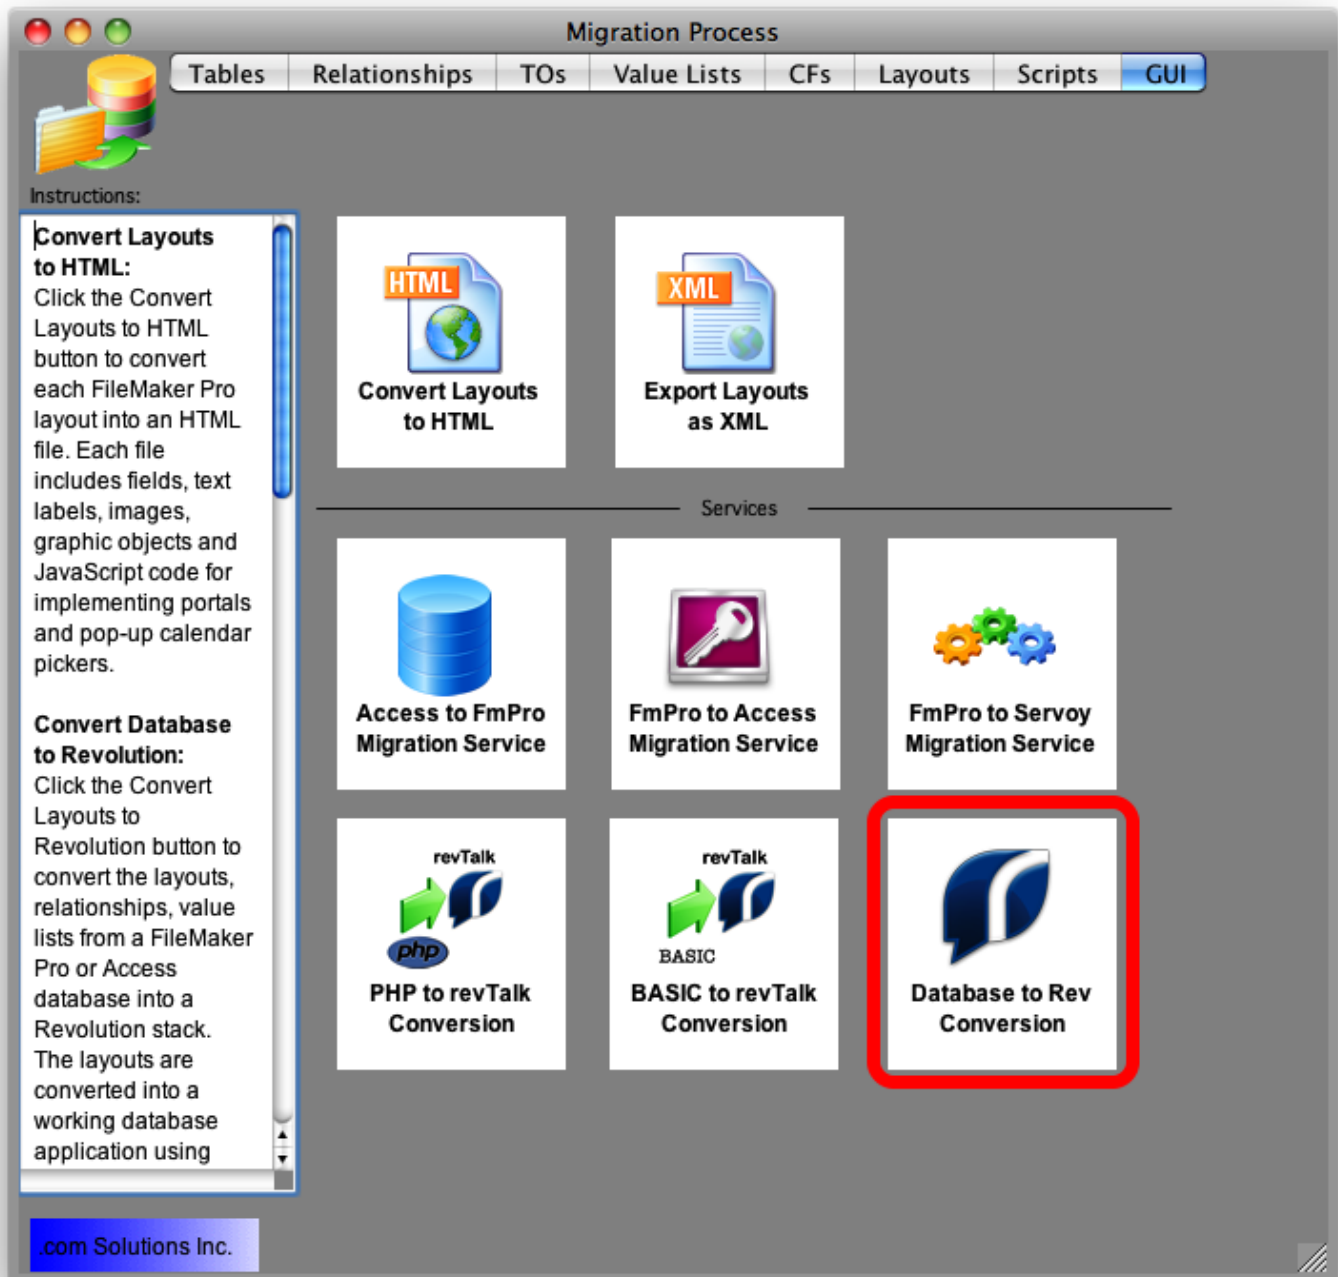 Migration Process
Tables
Relationships
TOs
Value Lists
CFs
Layouts
Scripts
GUI
Instructions:
Convert Layouts
to HTML:
Click the Convert
Layouts to HTML
button to convert
each FileMaker Pro
layout into an HTML
file. Each file
includes fields, text
labels, images,
graphic objects and
JavaScript code for
implementing portals
and pop-up calendar
pickers.
Convert Database
to Revolution:
Click the Convert
Layouts to
Revolution button to
convert the layouts,
relationships, value
lists from a FileMaker
Pro or Access
database into a
Revolution stack.
The layouts are
converted into a
working database
application using
HTML
Convert Layouts
to HTML
XML
Export Layouts
as XML
Services
Access to FmPro
Migration Service
FmPro to Access
Migration Service
FmPro to Servoy
Migration Service
revTalk
php
PHP to revTalk
Conversion
revTalk
BASIC
BASIC to revTalk
Conversion
Database to Rev
Conversion
.com Solutions Inc.